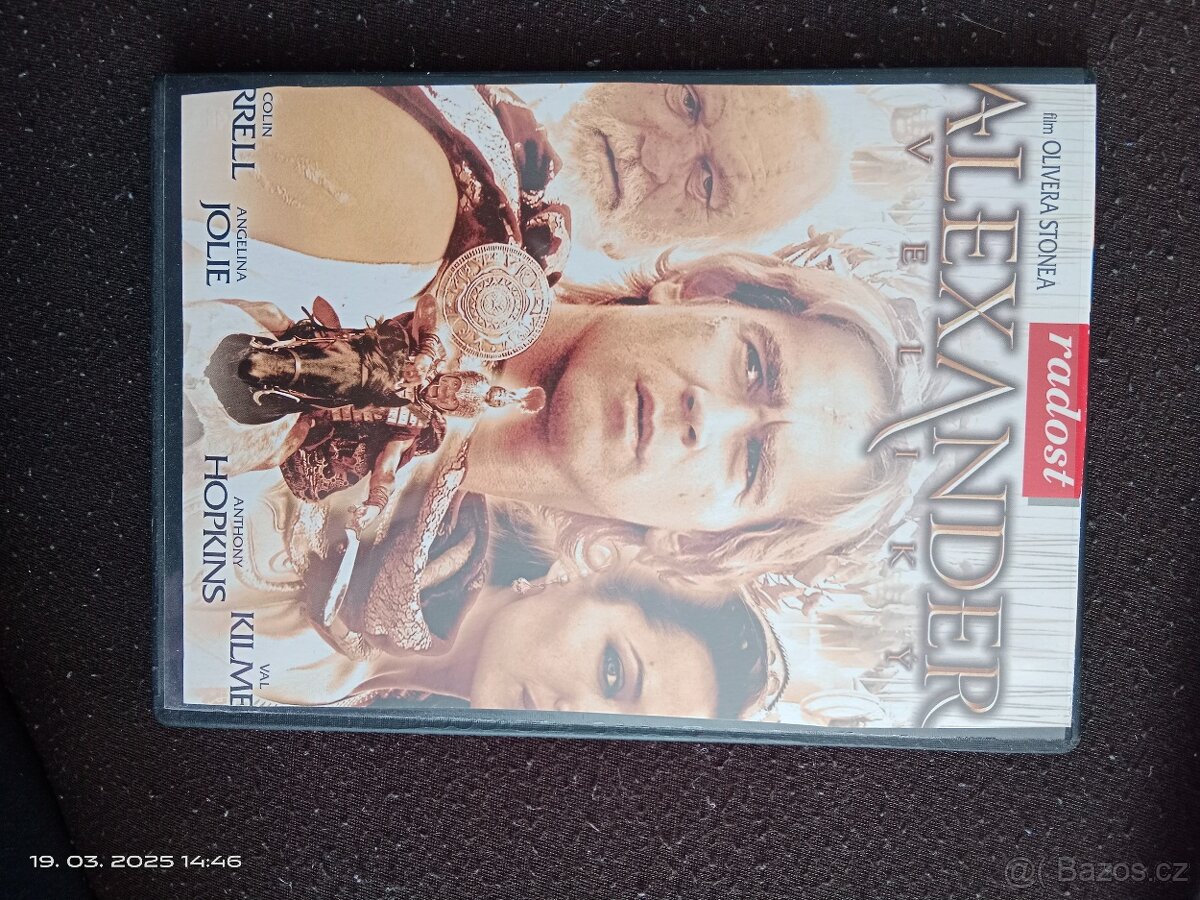 film OLIVERA STONEA
radost
ALEXANDER
VELIKÝ
COLIN
RRELL
ANGELINA
JOLIE
ANTHONY
HOPKINS
VAL
KILME
19. 03. 2025 14:46
@( Bazos.cz